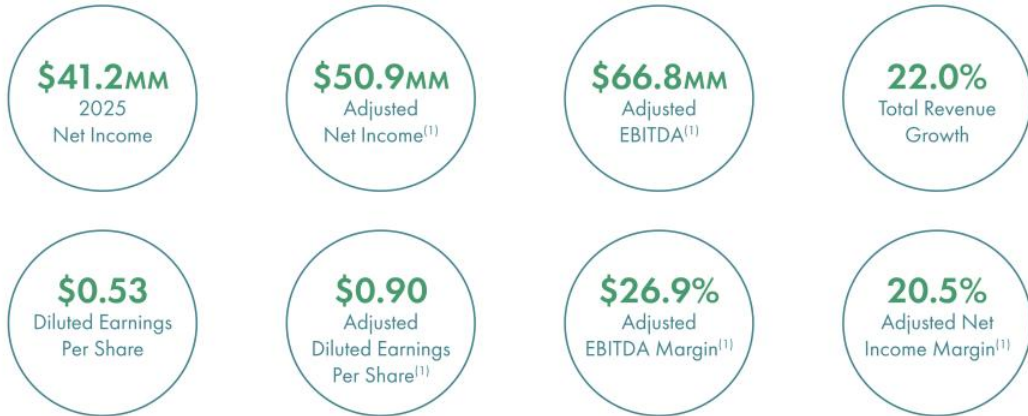 $41.2MM
2025
Net Income
$50.9MM
Adjusted
Net Income(1)
$66.8MM
Adjusted
EBITDA(1)
22.0%
Total Revenue
Growth
$0.53
Diluted Earnings
Per Share
$0.90
Adjusted
Diluted Earnings
Per Share(1)
$26.9%
Adjusted
EBITDA Margin(1)
20.5%
Adjusted Net
Income Margin(1)